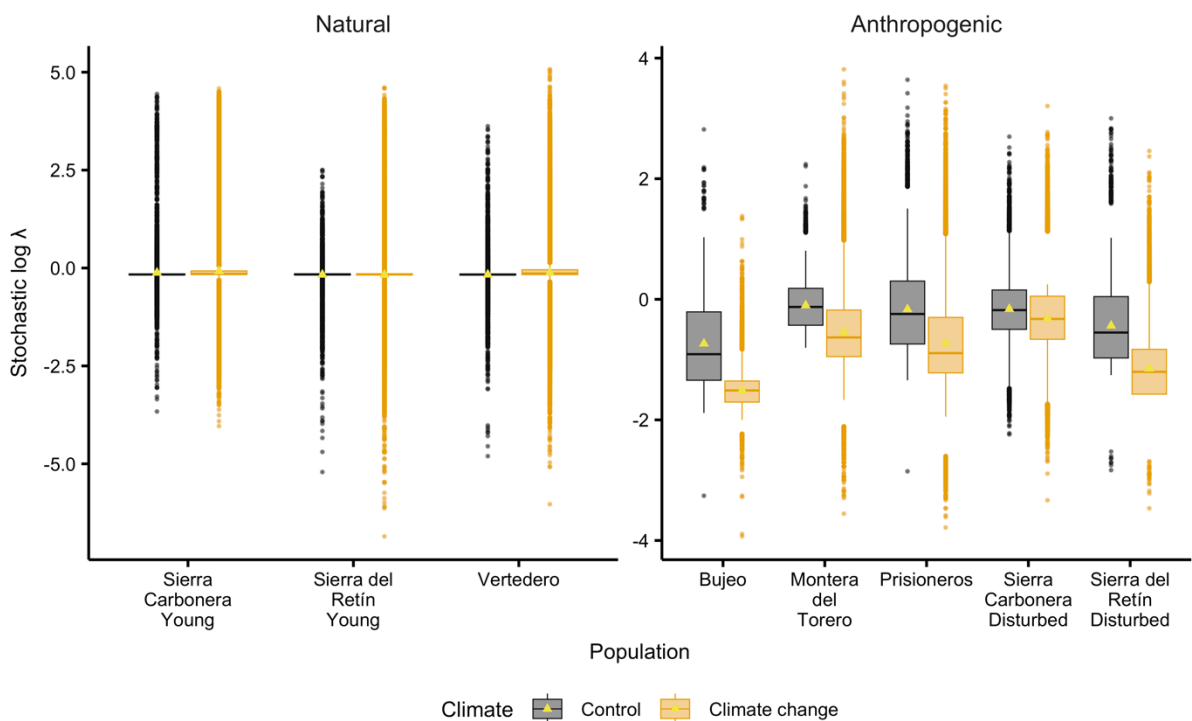 Natural
Anthropogenic
Stochastic log λ
5.0
2.5
0.0
-2.5
-5.0
4
2
0
-2
-4
Sierra
Carbonera
Young
Sierra del
Retín
Young
Vertedero
Bujeo
Montera
del
Torero
Prisioneros
Sierra
Carbonera
Disturbed
Sierra del
Retín
Disturbed
Population
Climate Control Climate change